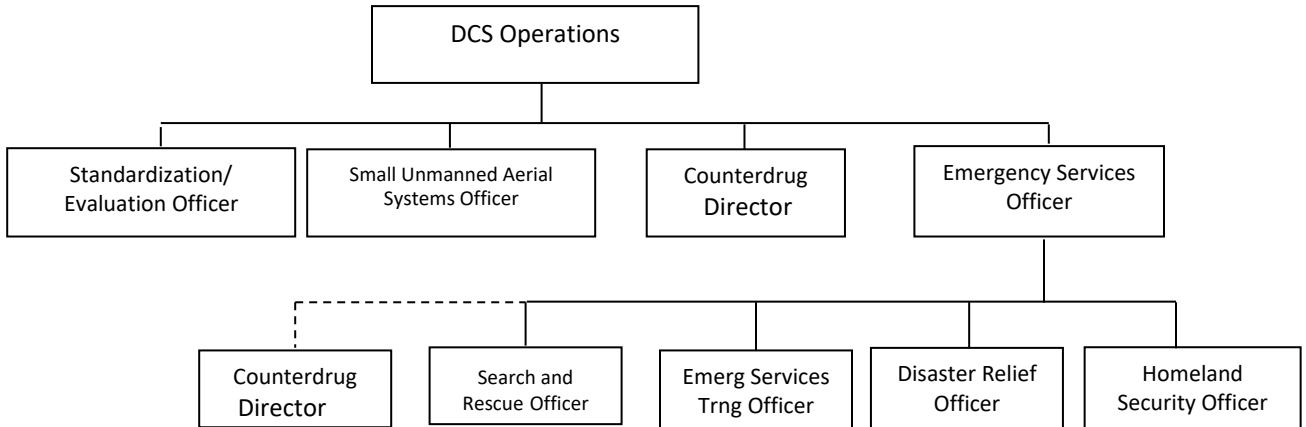 DCS Operations
Standardization/
Evaluation Officer
Small Unmanned Aerial
Systems Officer
Counterdrug
Director
Emergency Services
Officer
Counterdrug
Director
Search and
Rescue Officer
Emerg Services
Trng Officer
Disaster Relief
Officer
Homeland
Security Officer